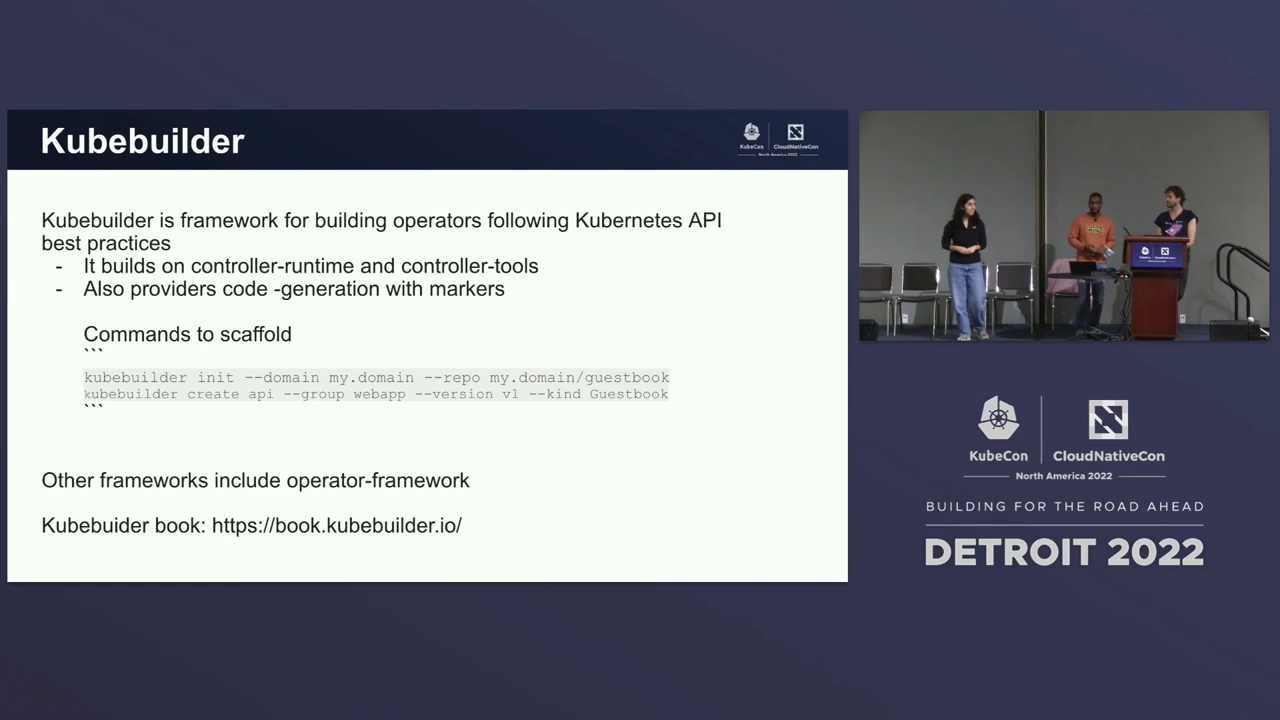 Kubebuilder
KubeCon
CloudNativeCon
North America 2022
Kubebuilder is framework for building operators following Kubernetes API
best practices
- It builds on controller-runtime and controller-tools
- Also providers code -generation with markers
Commands to scaffold
```
kubebuilder init --domain my.domain --repo my.domain/guestbook
kubebuilder create api --group webapp --version v1 --kind Guestbook
```
Other frameworks include operator-framework
Kubebuider book: https://book.kubebuilder.io/
KubeCon
CloudNativeCon
North America 2022
BUILDING FOR THE ROAD AHEAD
DETROIT 2022